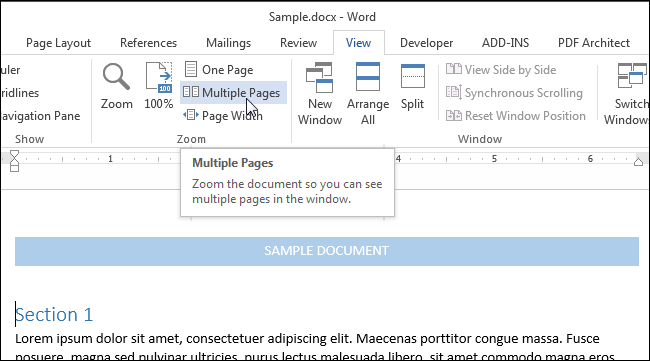 Sample.docx - Word
Page Layout References Mailings Review View Developer ADD-INS PDF Architect
uler
ridlines
avigation Pane
Show
Zoom
100
100%
One Page
Multiple Pages
Page Width
Zoom
New Window
Arrange All
Split
View Side by Side
Synchronous Scrolling
Reset Window Position
Window
Switch
Windows
1 4 5 6
Multiple Pages
Zoom the document so you can see
multiple pages in the window.
SAMPLE DOCUMENT
Section 1
Lorem ipsum dolor sit amet, consectetuer adipiscing elit. Maecenas porttitor congue massa. Fusce
posuere, magna sed pulvinar ultricies, purus lectus malesuada libero, sit amet commodo magna eros